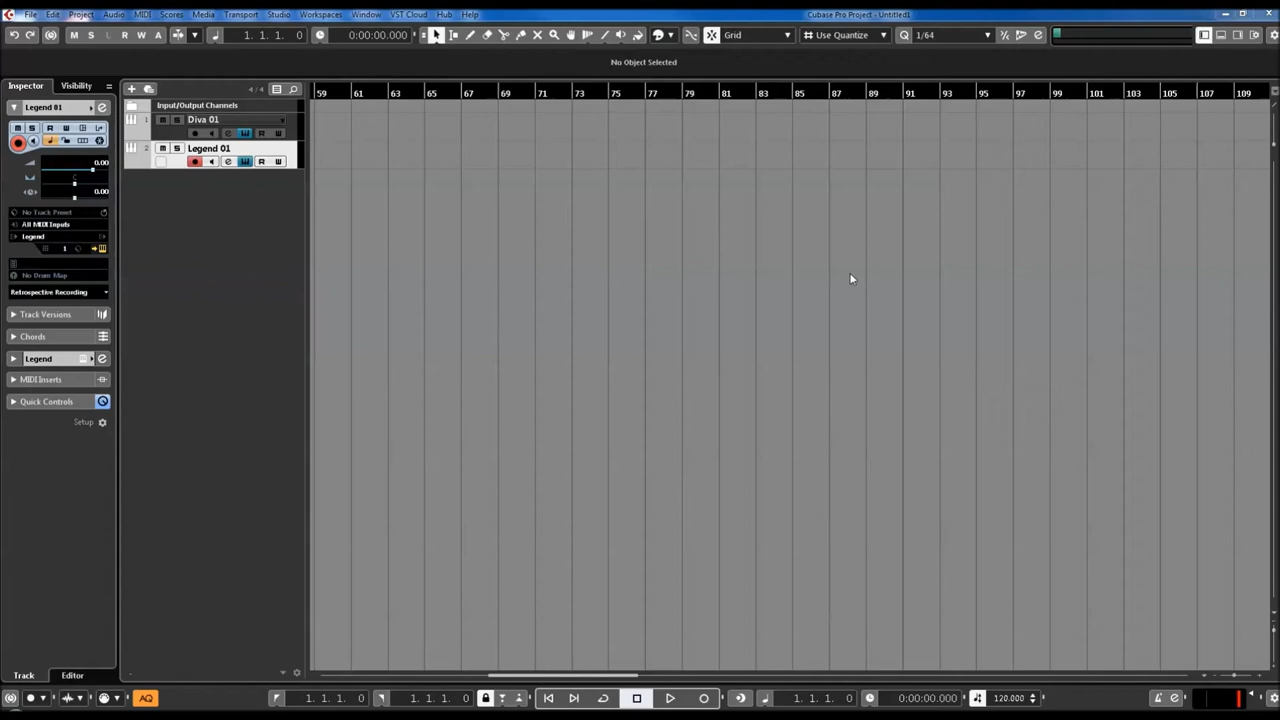 File Edit Project Audio MIDI Scores Media Transport Studio Workspaces Window VST Cloud Hub Help Cubase Pro Project - Untitled1
M S L R W A 1. 1. 1. 0 0:00:00.000 Grid Use Quantize Q 1/64
No Object Selected
Inspector Visibility 4/4 59 61 63 65 67 69 71 73 75 77 79 81 83 85 87 89 91 93 95 97 99 101 103 105 107 109
Legend 01 Input/Output Channels
1 Diva 01
M S R W
2 M S Legend 01
R W
0.00
C
0.00
No Track Preset
All MIDI Inputs
Legend
1
No Drum Map
Retrospective Recording
Track Versions
Chords
Legend
MIDI Inserts
Quick Controls
Setup
Track Editor
AQ 1. 1. 1. 0 1. 1. 1. 0 1. 1. 1. 0 0:00:00.000 120.000